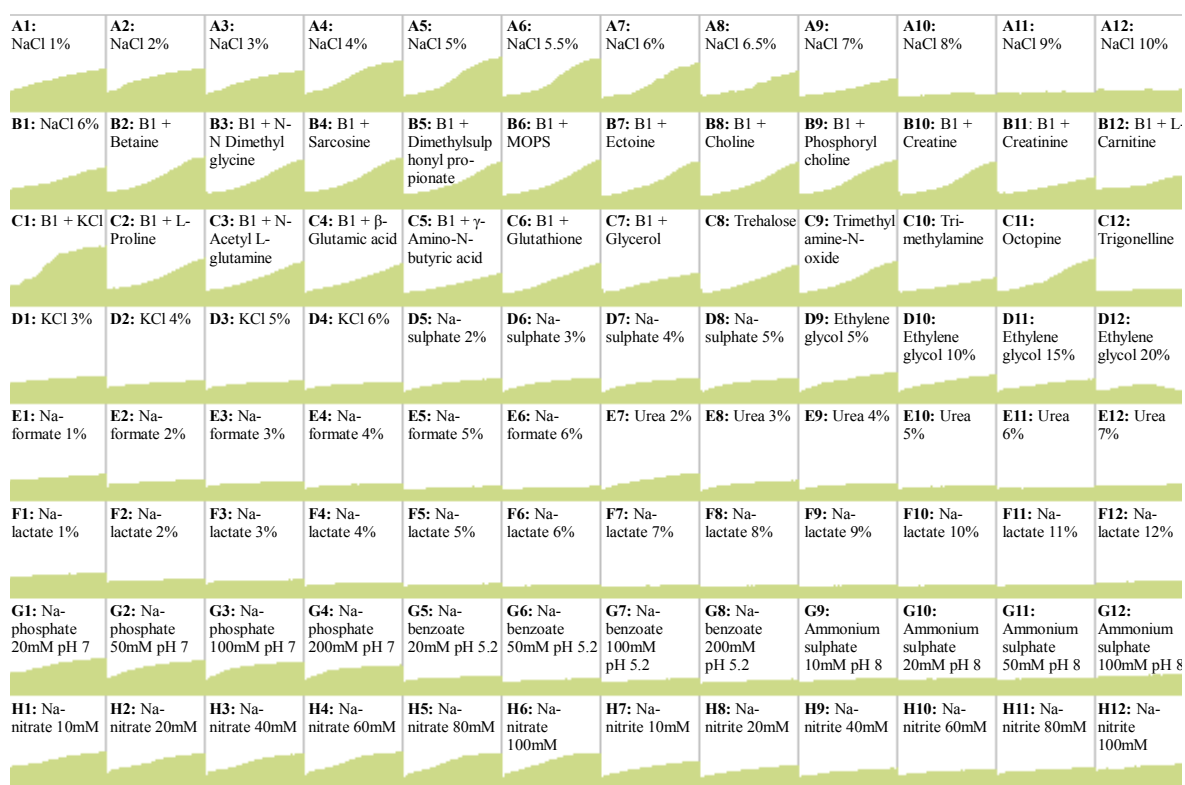 A1:
NaCl 1%
A2:
NaCl 2%
A3:
NaCl 3%
A4:
NaCl 4%
A5:
NaCl 5%
A6:
NaCl 5.5%
A7:
NaCl 6%
A8:
NaCl 6.5%
A9:
NaCl 7%
A10:
NaCl 8%
A11:
NaCl 9%
A12:
NaCl 10%
B1: NaCl 6%
B2: B1 +
Betaine
B3: B1 + N-
N Dimethyl
glycine
B4: B1 +
Sarcosine
B5: B1 +
Dimethylsulp
honyl pro-
pionate
B6: B1 +
MOPS
B7: B1 +
Ectoine
B8: B1 +
Choline
B9: B1 +
Phosphoryl
choline
B10: B1 +
Creatine
B11: B1 +
Creatinine
B12: B1 + L-
Carnitine
C1: B1 + KCl
C2: B1 + L-
Proline
C3: B1 + N-
Acetyl L-
glutamine
C4: B1 + β-
Glutamic acid
C5: B1 + γ-
Amino-N-
butyric acid
C6: B1 +
Glutathione
C7: B1 +
Glycerol
C8: Trehalose
C9: Trimethyl
amine-N-
oxide
C10: Tri-
methylamine
C11:
Octopine
C12:
Trigonelline
D1: KCl 3%
D2: KCl 4%
D3: KCl 5%
D4: KCl 6%
D5: Na-
sulphate 2%
D6: Na-
sulphate 3%
D7: Na-
sulphate 4%
D8: Na-
sulphate 5%
D9: Ethylene
glycol 5%
D10:
Ethylene
glycol 10%
D11:
Ethylene
glycol 15%
D12:
Ethylene
glycol 20%
E1: Na-
formate 1%
E2: Na-
formate 2%
E3: Na-
formate 3%
E4: Na-
formate 4%
E5: Na-
formate 5%
E6: Na-
formate 6%
E7: Urea 2%
E8: Urea 3%
E9: Urea 4%
E10: Urea
5%
E11: Urea
6%
E12: Urea
7%
F1: Na-
lactate 1%
F2: Na-
lactate 2%
F3: Na-
lactate 3%
F4: Na-
lactate 4%
F5: Na-
lactate 5%
F6: Na-
lactate 6%
F7: Na-
lactate 7%
F8: Na-
lactate 8%
F9: Na-
lactate 9%
F10: Na-
lactate 10%
F11: Na-
lactate 11%
F12: Na-
lactate 12%
G1: Na-
phosphate
20mM pH 7
G2: Na-
phosphate
50mM pH 7
G3: Na-
phosphate
100mM pH 7
G4: Na-
phosphate
200mM pH 7
G5: Na-
benzoate
20mM pH 5.2
G6: Na-
benzoate
50mM pH 5.2
G7: Na-
benzoate
100mM
pH 5.2
G8: Na-
benzoate
200mM
pH 5.2
G9:
Ammonium
sulphate
10mM pH 8
G10:
Ammonium
sulphate
20mM pH 8
G11:
Ammonium
sulphate
50mM pH 8
G12:
Ammonium
sulphate
100mM pH 8
H1: Na-
nitrate 10mM
H2: Na-
nitrate 20mM
H3: Na-
nitrate 40mM
H4: Na-
nitrate 60mM
H5: Na-
nitrate 80mM
H6: Na-
nitrate
100mM
H7: Na-
nitrite 10mM
H8: Na-
nitrite 20mM
H9: Na-
nitrite 40mM
H10: Na-
nitrite 60mM
H11: Na-
nitrite 80mM
H12: Na-
nitrite
100mM